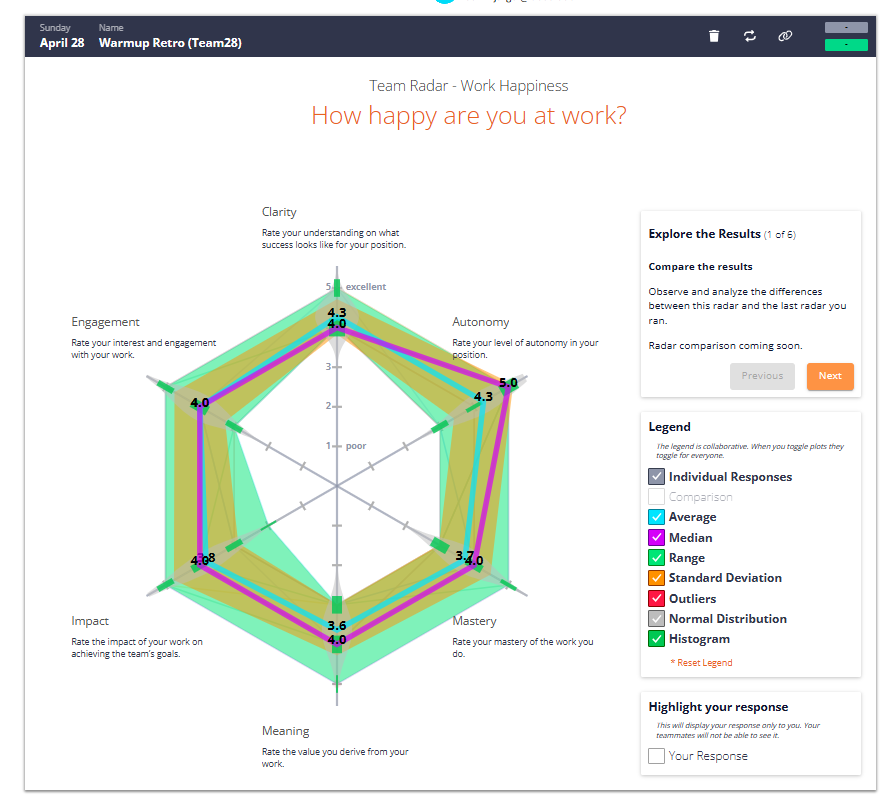 Sunday
April 28
Name
Warmup Retro (Team28)
-
-
Team Radar - Work Happiness
How happy are you at work?
Clarity
Rate your understanding on what
success looks like for your position.
5
excellent
4.3
4.0
Engagement
Rate your interest and engagement
with your work.
Autonomy
Rate your level of autonomy in your
position.
3
5.0
4.3
4.0
2
1
poor
3.7
4.0
4.0
3.8
Impact
Rate the impact of your work on
achieving the team's goals.
3.6
4.0
Mastery
Rate your mastery of the work you
do.
Meaning
Rate the value you derive from your
work.
Explore the Results (1 of 6)
Compare the results
Observe and analyze the differences
between this radar and the last radar you
ran.
Radar comparison coming soon.
Previous
Next
Legend
The legend is collaborative. When you toggle plots they
toggle for everyone.
Individual Responses
Comparison
Average
Median
Range
Standard Deviation
Outliers
Normal Distribution
Histogram
* Reset Legend
Highlight your response
This will display your response only to you. Your
teammates will not be able to see it.
Your Response